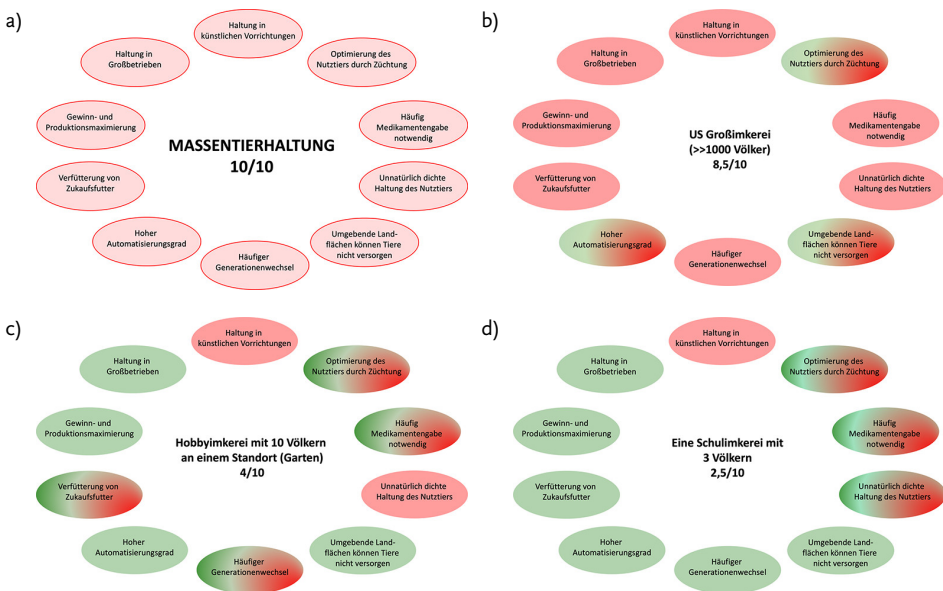 a)
Haltung in
künstlichen Vorrichtungen
Haltung in
Großbetrieben
Optimierung des
Nutztiers durch Züchtung
Gewinn- und
Produktionsmaximierung
Häufig
Medikamentengabe
notwendig
MASSENTIERHALTUNG
10/10
Verfütterung von
Zukaufsfutter
Unnatürlich dichte
Haltung des Nutztiers
Hoher
Automatisierungsgrad
Umgebende Land-
flächen können Tiere
nicht versorgen
Häufiger
Generationenwechsel
b)
Haltung in
künstlichen Vorrichtungen
Haltung in
Großbetrieben
Optimierung des
Nutztiers durch Züchtung
Gewinn- und
Produktionsmaximierung
Häufig
Medikamentengabe
notwendig
US Großimkerei
(>>1000 Völker)
8,5/10
Verfütterung von
Zukaufsfutter
Unnatürlich dichte
Haltung des Nutztiers
Hoher
Automatisierungsgrad
Umgebende Land-
flächen können Tiere
nicht versorgen
Häufiger
Generationenwechsel
c)
Haltung in
künstlichen Vorrichtungen
Haltung in
Großbetrieben
Optimierung des
Nutztiers durch Züchtung
Gewinn- und
Produktionsmaximierung
Häufig
Medikamentengabe
notwendig
Hobbyimkerei mit 10 Völkern
an einem Standort (Garten)
4/10
Verfütterung von
Zukaufsfutter
Unnatürlich dichte
Haltung des Nutztiers
Hoher
Automatisierungsgrad
Umgebende Land-
flächen können Tiere
nicht versorgen
Häufiger
Generationenwechsel
d)
Haltung in
künstlichen Vorrichtungen
Haltung in
Großbetrieben
Optimierung des
Nutztiers durch Züchtung
Gewinn- und
Produktionsmaximierung
Häufig
Medikamentengabe
notwendig
Eine Schulimkerei mit
3 Völkern
2,5/10
Verfütterung von
Zukaufsfutter
Unnatürlich dichte
Haltung des Nutztiers
Hoher
Automatisierungsgrad
Umgebende Land-
flächen können Tiere
nicht versorgen
Häufiger
Generationenwechsel